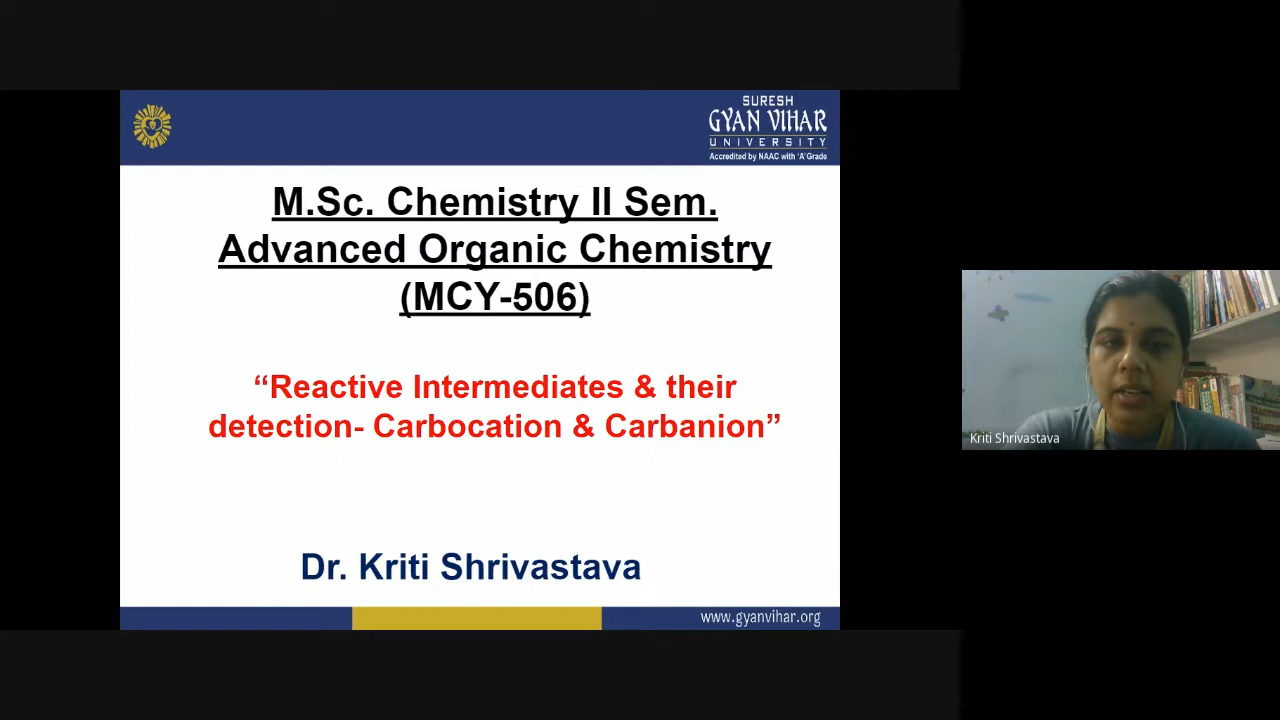 SURESH
GYAN VIHAR
UNIVERSITY
Accredited by NAAC with 'A' Grade
M.Sc. Chemistry II Sem.
Advanced Organic Chemistry
(MCY-506)
“Reactive Intermediates & their
detection- Carbocation & Carbanion”
Dr. Kriti Shrivastava
www.gyanvihar.org
Kriti Shrivastava